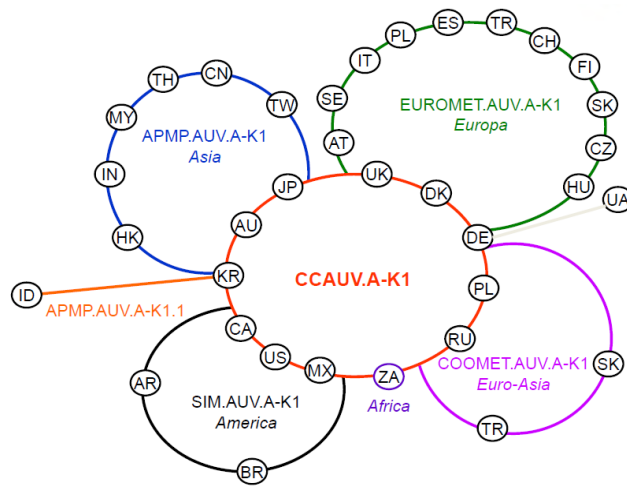 PL
ES
TR
CH
IT
FI
TH
CN
SE
SK
MY
TW
EUROMET.AUV.A-K1
Europa
APMP.AUV.A-K1
Asia
AT
CZ
IN
JP
UK
HU
DK
UA
AU
HK
DE
KR
CCAUV.A-K1
ID
APMP.AUV.A-K1.1
PL
CA
RU
US
MX
ZA
COOMET.AUV.A-K1
Euro-Asia
SK
AR
SIM.AUV.A-K1
America
Africa
TR
BR